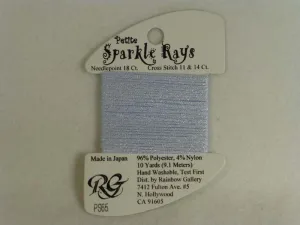 Petite
Sparkle Rays
Needlepoint 18 Ct. Cross Stitch 11 & 14 Ct.
Made in Japan
RG
PS55
96% Polyester, 4% Nylon
10 Yards (9.1 Meters)
Hand Washable, Test First
Dist. by Rainbow Gallery
7412 Fulton Ave. #5
N. Hollywood
CA 91605